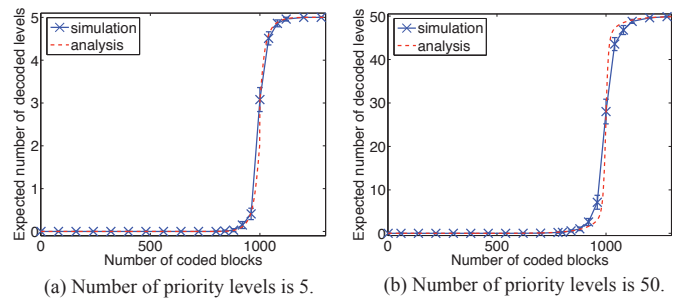 Expected number of decoded levels
5
4
3
2
1
0
0
500
1000
Number of coded blocks
simulation
analysis
(a) Number of priority levels is 5.
Expected number of decoded levels
50
40
30
20
10
0
0
500
1000
Number of coded blocks
simulation
analysis
(b) Number of priority levels is 50.